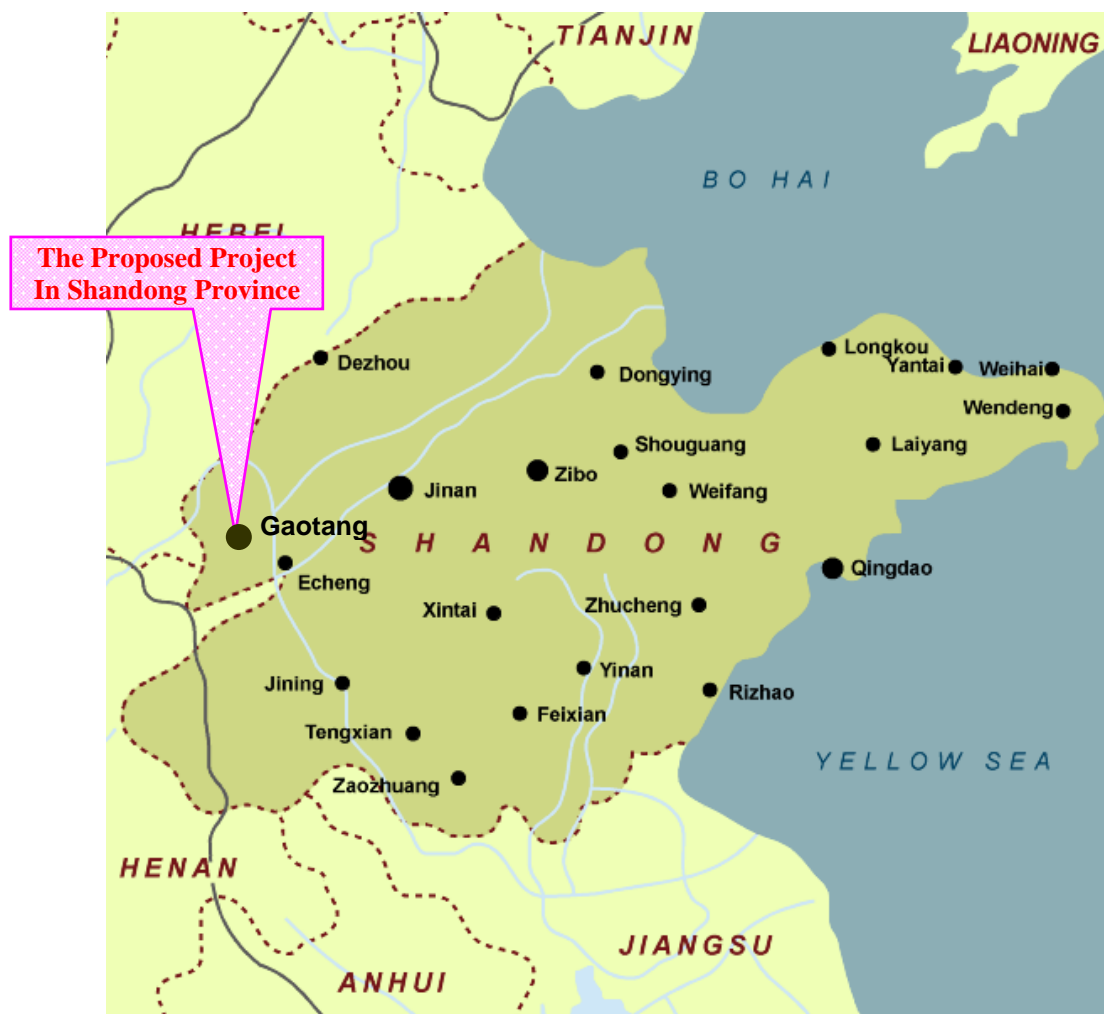 TIANJIN
LIAONING
BO HAI
HEBEI
The Proposed Project
In Shandong Province
Dezhou
Longkou
Yantai
Weihai
Dongying
Wendeng
Shouguang
Laiyang
Zibo
Jinan
Weifang
Gaotang
SHANDONG
Qingdao
Echeng
Xintai
Zhucheng
Yinan
Jining
Rizhao
Feixian
Tengxian
YELLOW SEA
Zaozhuang
HENAN
JIANGSU
ANHUI